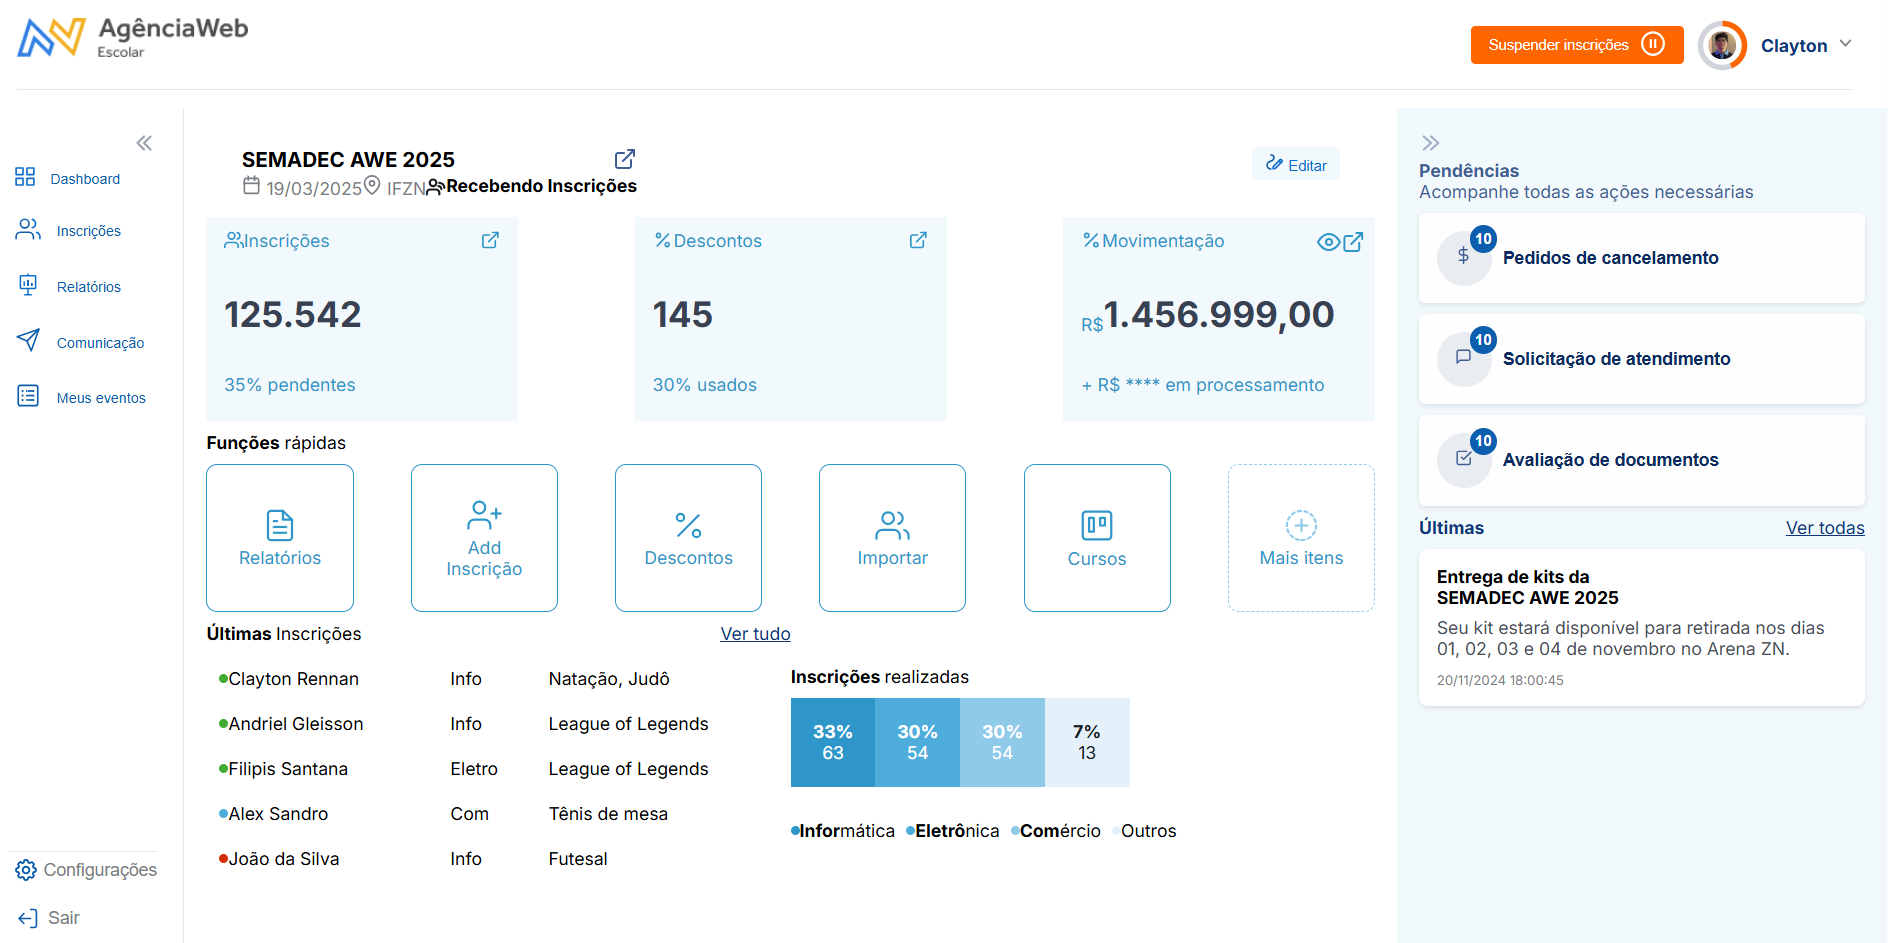 AgênciaWeb
Escolar
Suspender inscrições
Clayton
Dashboard
Inscrições
Relatórios
Comunicação
Meus eventos
Configurações
Sair
SEMADEC AWE 2025
19/03/2025 IFZN Recebendo Inscrições
Editar
Inscrições
125.542
35% pendentes
% Descontos
145
30% usados
% Movimentação
R$1.456.999,00
+ R$ **** em processamento
Funções rápidas
Relatórios
Add
Inscrição
Descontos
Importar
Cursos
Mais itens
Últimas Inscrições
Ver tudo
Clayton Rennan Info Natação, Judô
Andriel Gleisson Info League of Legends
Filipis Santana Eletro League of Legends
Alex Sandro Com Tênis de mesa
João da Silva Info Futesal
Inscrições realizadas
33% 30% 30% 7%
63 54 54 13
Informática Eletrônica Comércio Outros
Pendências
Acompanhe todas as ações necessárias
10
Pedidos de cancelamento
10
Solicitação de atendimento
10
Avaliação de documentos
Últimas
Ver todas
Entrega de kits da
SEMADEC AWE 2025
Seu kit estará disponível para retirada nos dias
01, 02, 03 e 04 de novembro no Arena ZN.
20/11/2024 18:00:45